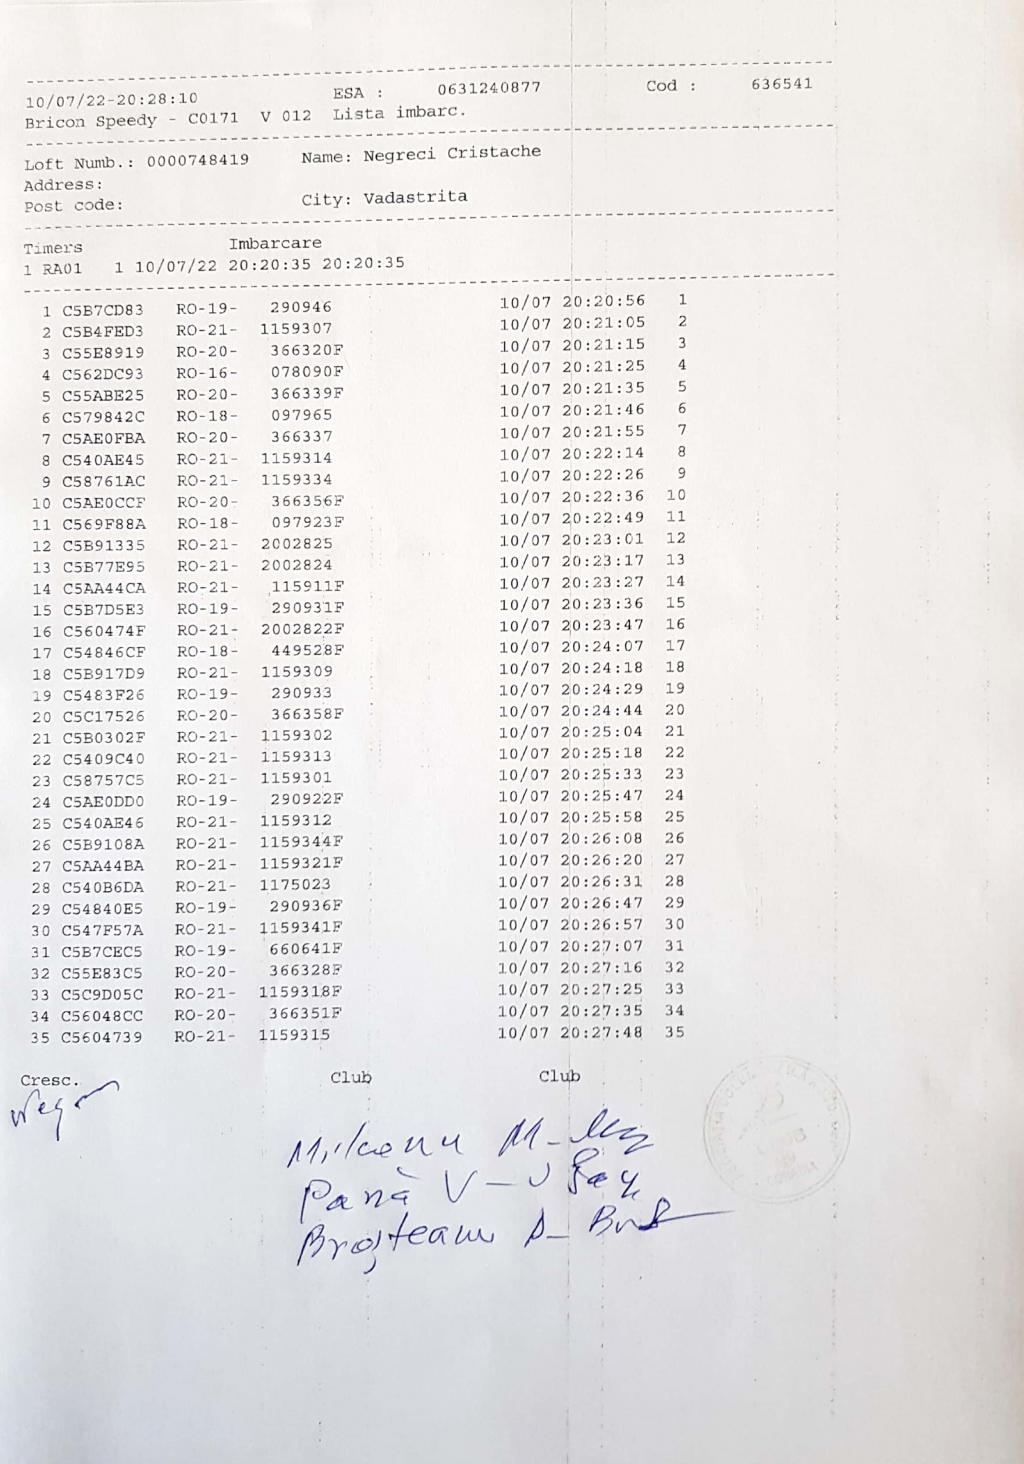 10/07/22-20:28:10 ESA : 0631240877 Cod : 636541
Bricon Speedy - C0171 V 012 Lista imbarc.
Loft Numb.: 0000748419 Name: Negreci Cristache
Address:
Post code: City: Vadastrita
Timers Imbarcare
1 RA01 1 10/07/22 20:20:35 20:20:35
1 C5B7CD83 RO-19- 290946 10/07 20:20:56 1
2 C5B4FED3 RO-21- 1159307 10/07 20:21:05 2
3 C55E8919 RO-20- 366320F 10/07 20:21:15 3
4 C562DC93 RO-16- 078090F 10/07 20:21:25 4
5 C55ABE25 RO-20- 366339F 10/07 20:21:35 5
6 C579842C RO-18- 097965 10/07 20:21:46 6
7 C5AE0FBA RO-20- 366337 10/07 20:21:55 7
8 C540AE45 RO-21- 1159314 10/07 20:22:14 8
9 C58761AC RO-21- 1159334 10/07 20:22:26 9
10 C5AE0CCF RO-20- 366356F 10/07 20:22:36 10
11 C569F88A RO-18- 097923F 10/07 20:22:49 11
12 C5B91335 RO-21- 2002825 10/07 20:23:01 12
13 C5B77E95 RO-21- 2002824 10/07 20:23:17 13
14 C5AA44CA RO-21- 115911F 10/07 20:23:27 14
15 C5B7D5E3 RO-19- 290931F 10/07 20:23:36 15
16 C560474F RO-21- 2002822F 10/07 20:23:47 16
17 C54846CF RO-18- 449528F 10/07 20:24:07 17
18 C5B917D9 RO-21- 1159309 10/07 20:24:18 18
19 C5483F26 RO-19- 290933 10/07 20:24:29 19
20 C5C17526 RO-20- 366358F 10/07 20:24:44 20
21 C5B0302F RO-21- 1159302 10/07 20:25:04 21
22 C5409C40 RO-21- 1159313 10/07 20:25:18 22
23 C58757C5 RO-21- 1159301 10/07 20:25:33 23
24 C5AE0DD0 RO-19- 290922F 10/07 20:25:47 24
25 C540AE46 RO-21- 1159312 10/07 20:25:58 25
26 C5B9108A RO-21- 1159344F 10/07 20:26:08 26
27 C5AA44BA RO-21- 1159321F 10/07 20:26:20 27
28 C540B6DA RO-21- 1175023 10/07 20:26:31 28
29 C54840E5 RO-19- 290936F 10/07 20:26:47 29
30 C547F57A RO-21- 1159341F 10/07 20:26:57 30
31 C5B7CEC5 RO-19- 660641F 10/07 20:27:07 31
32 C55E83C5 RO-20- 366328F 10/07 20:27:16 32
33 C5C9D05C RO-21- 1159318F 10/07 20:27:25 33
34 C56048CC RO-20- 366351F 10/07 20:27:35 34
35 C5604739 RO-21- 1159315 10/07 20:27:48 35
Cresc. Club Club
M
Pană V
Broșteanu D